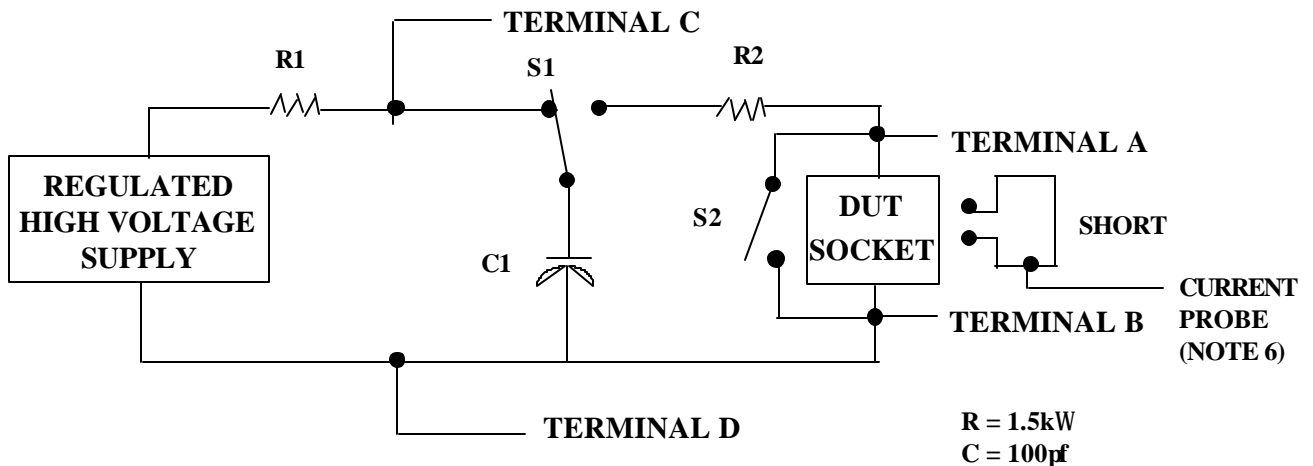 TERMINAL C
R1
S1
R2
REGULATED
HIGH VOLTAGE
SUPPLY
TERMINAL A
S2
DUT
SOCKET
SHORT
C1
TERMINAL B
CURRENT
PROBE
(NOTE 6)
TERMINAL D
R = 1.5kW
C = 100pf